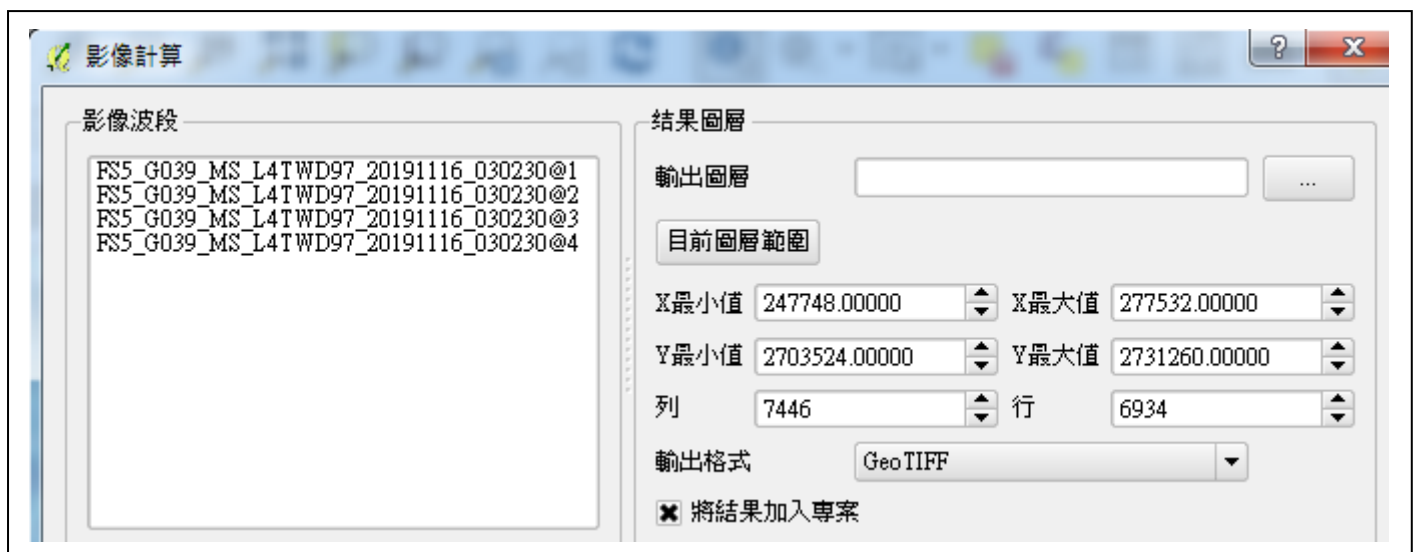 影像計算
影像波段
FS5_G039_MS_L4TWD97_20191116_030230@1
FS5_G039_MS_L4TWD97_20191116_030230@2
FS5_G039_MS_L4TWD97_20191116_030230@3
FS5_G039_MS_L4TWD97_20191116_030230@4
结果圖層
輸出圖層
...
目前圖層範圍
X最小值 247748.00000 X最大值 277532.00000
Y最小值 2703524.00000 Y最大值 2731260.00000
列 7446 行 6934
輸出格式 GeoTIFF
將結果加入專案